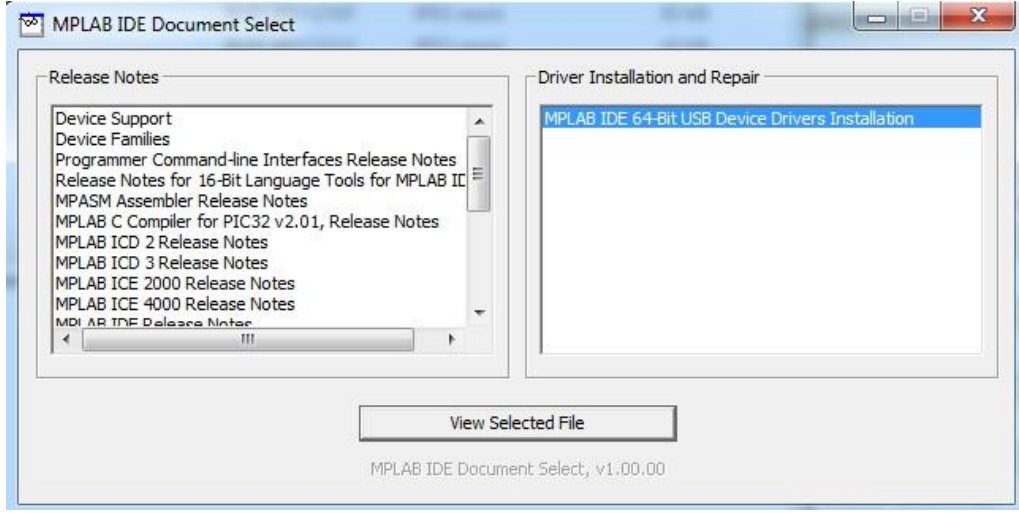 MPLAB IDE Document Select
Release Notes
Device Support
Device Families
Programmer Command-line Interfaces Release Notes
Release Notes for 16-Bit Language Tools for MPLAB
MPASM Assembler Release Notes
MPLAB C Compiler for PIC32 v2.01, Release Notes
MPLAB ICD 2 Release Notes
MPLAB ICD 3 Release Notes
MPLAB ICE 2000 Release Notes
MPLAB ICE 4000 Release Notes
MPLAB IDE Release Notes
Driver Installation and Repair
MPLAB IDE 64-Bit USB Device Drivers Installation
View Selected File
MPLAB IDE Document Select, v1.00.00